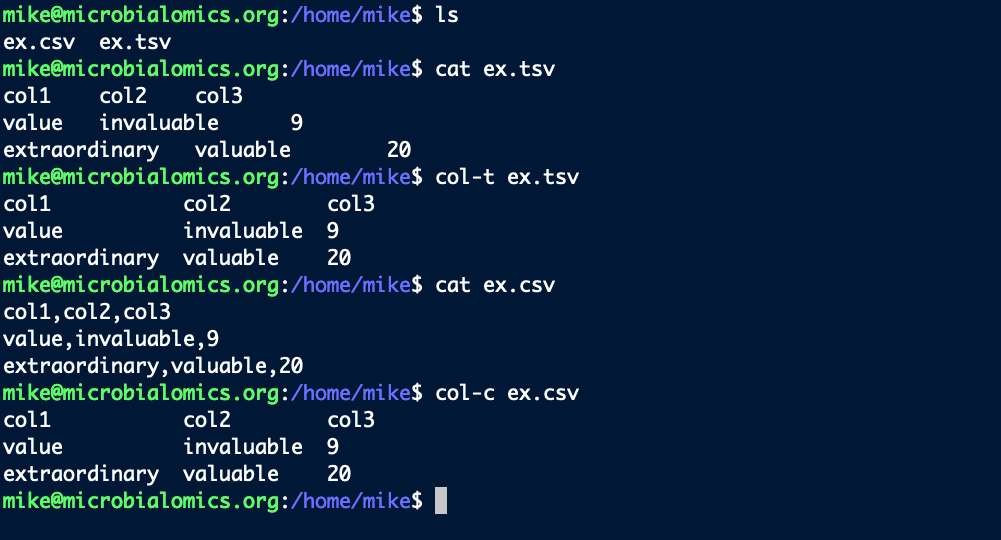 mike@microbialomics.org:/home/mike$ ls
ex.csv  ex.tsv
mike@microbialomics.org:/home/mike$ cat ex.tsv
col1    col2    col3
value   invaluable      9
extraordinary   valuable        20
mike@microbialomics.org:/home/mike$ col-t ex.tsv
col1           col2        col3
value          invaluable  9
extraordinary  valuable    20
mike@microbialomics.org:/home/mike$ cat ex.csv
col1,col2,col3
value,invaluable,9
extraordinary,valuable,20
mike@microbialomics.org:/home/mike$ col-c ex.csv
col1           col2        col3
value          invaluable  9
extraordinary  valuable    20
mike@microbialomics.org:/home/mike$